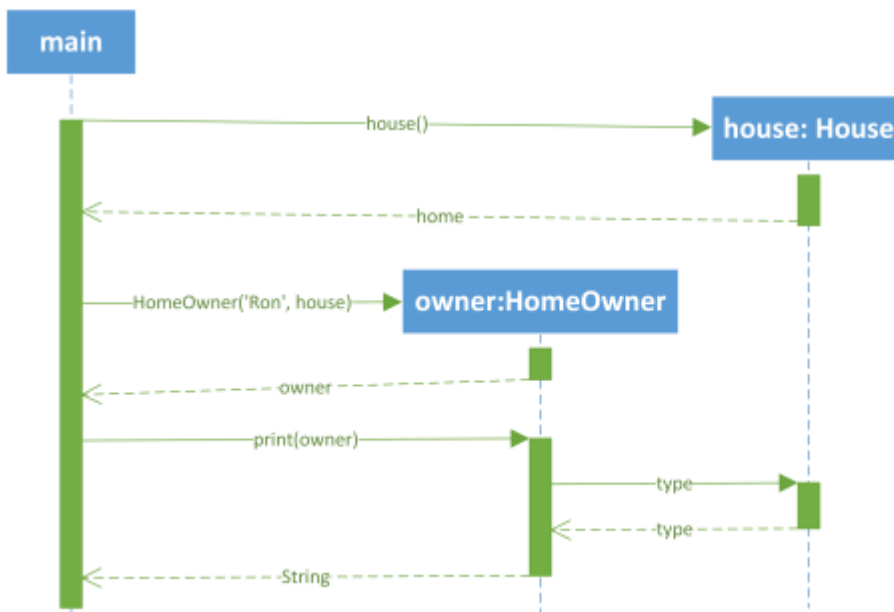 main
house()
house: House
home
HomeOwner('Ron', house)
owner:HomeOwner
owner
print(owner)
type
type
String